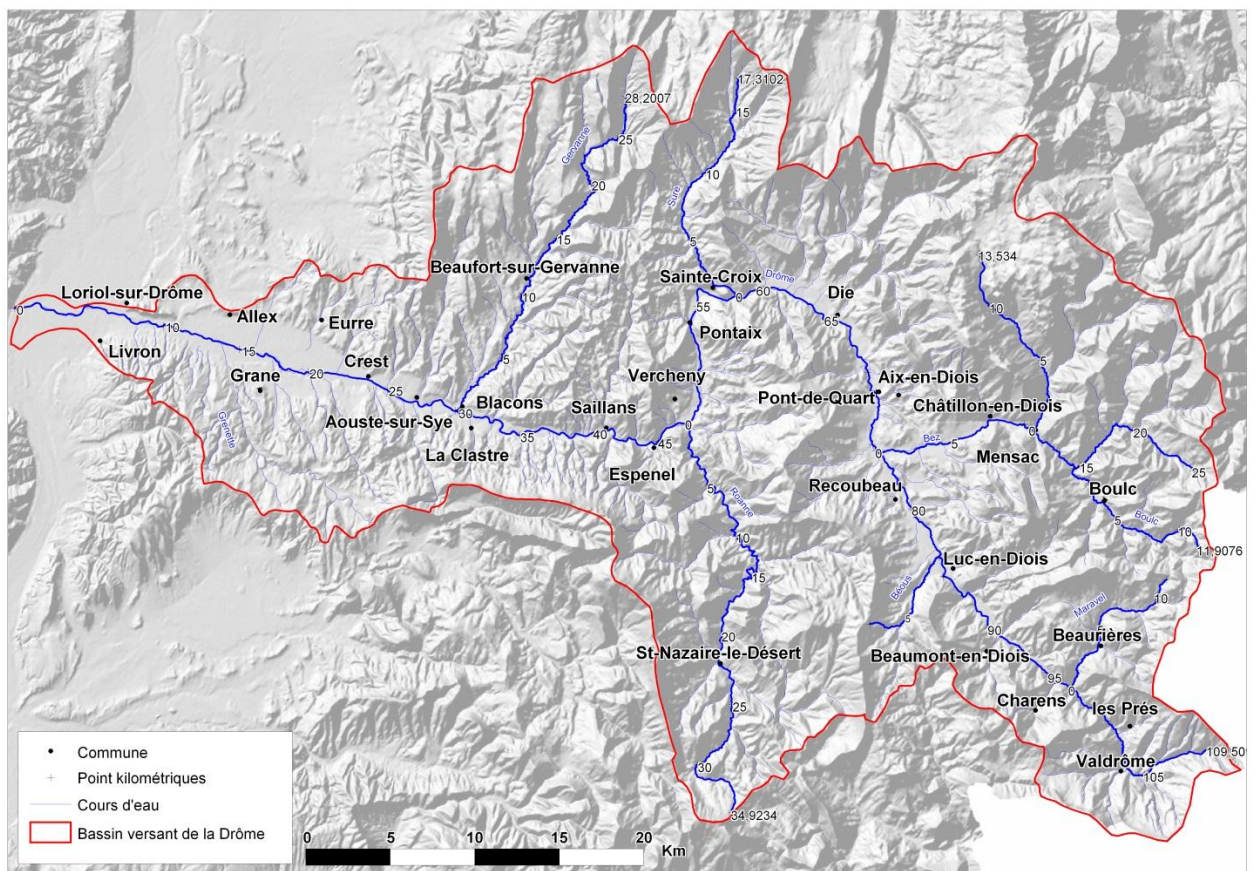 17,3102
28,2007
15
25
Gervanne
10
20
Sure
15
5
13,534
Beaufort-sur-Gervanne
10
Sainte-Croix
Drôme
0
60
Die
Loriol-sur-Drôme
0
Allex
Eurre
55
65
10
10
Pontaix
Livron
15
Crest
5
5
Grane
20
25
Vercheny
Aix-en-Diois
Pont-de-Quart
Blacons
30
Saillans
Châtillon-en-Diois
Aouste-sur-Sye
La Clastre
35
40
45
0
Bez
5
0
20
Grenette
Espenel
Mensac
0
15
25
5
Roanne
Recoubeau
Boulc
80
5
Boulc
10
10
11,9076
15
Luc-en-Diois
Béous
Maravel
10
5
20
90
5
Beaurières
St-Nazaire-le-Désert
Beaumont-en-Diois
95
0
25
Charens
les Prés
30
Valdrôme
105
109,50
34,9234
Commune
Point kilométriques
Cours d'eau
Bassin versant de la Drôme
0
5
10
15
20
Km